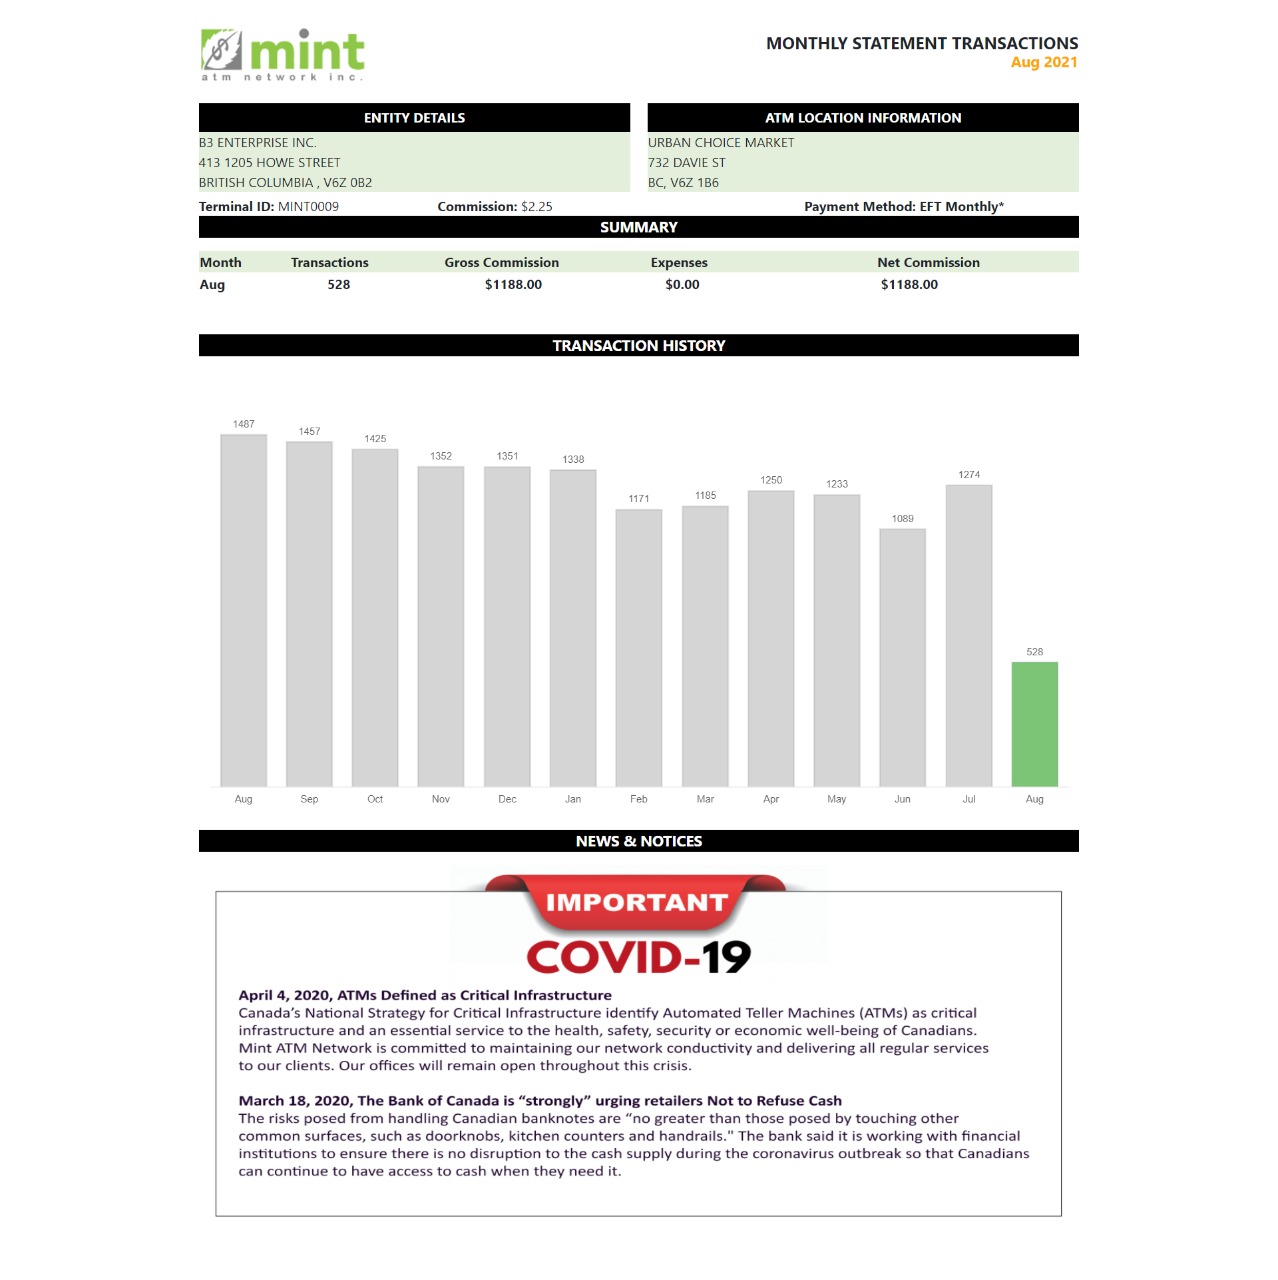 mint
atm network inc.
MONTHLY STATEMENT TRANSACTIONS
Aug 2021
ENTITY DETAILS
B3 ENTERPRISE INC.
413 1205 HOWE STREET
BRITISH COLUMBIA , V6Z 0B2
ATM LOCATION INFORMATION
URBAN CHOICE MARKET
732 DAVIE ST
BC, V6Z 1B6
Terminal ID: MINT0009 Commission: $2.25 Payment Method: EFT Monthly*
SUMMARY
Month Transactions Gross Commission Expenses Net Commission
Aug 528 $1188.00 $0.00 $1188.00
TRANSACTION HISTORY
1487 1457 1425 1352 1351 1338 1171 1185 1250 1233 1089 1274 528
Aug Sep Oct Nov Dec Jan Feb Mar Apr May Jun Jul Aug
NEWS & NOTICES
IMPORTANT
COVID-19
April 4, 2020, ATMs Defined as Critical Infrastructure
Canada's National Strategy for Critical Infrastructure identify Automated Teller Machines (ATMs) as critical
infrastructure and an essential service to the health, safety, security or economic well-being of Canadians.
Mint ATM Network is committed to maintaining our network conductivity and delivering all regular services
to our clients. Our offices will remain open throughout this crisis.
March 18, 2020, The Bank of Canada is “strongly” urging retailers Not to Refuse Cash
The risks posed from handling Canadian banknotes are “no greater than those posed by touching other
common surfaces, such as doorknobs, kitchen counters and handrails." The bank said it is working with financial
institutions to ensure there is no disruption to the cash supply during the coronavirus outbreak so that Canadians
can continue to have access to cash when they need it.